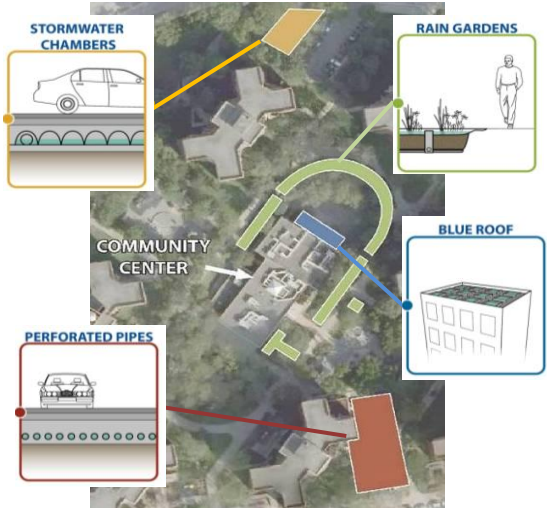 STORMWATER
CHAMBERS
RAIN GARDENS
COMMUNITY
CENTER
BLUE ROOF
PERFORATED PIPES